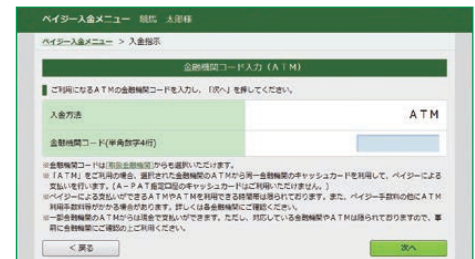 ペイジー入金メニュー 競馬 太郎様
ペイジー入金メニュー > 入金指示
金融機関コード入力（ＡＴＭ）
ご利用になるＡＴＭの金融機関コードを入力し、「次へ」を押してください。
入金方法 ＡＴＭ
金融機関コード(半角数字4桁)
※金融機関コードは[取扱金融機関]からも選択いただけます。
※「ＡＴＭ」をご利用の場合、選択された金融機関のＡＴＭから同一金融機関のキャッシュカードを利用して、ペイジーによる
支払いを行います。（Ａ－ＰＡＴ指定口座のキャッシュカードはご利用いただけません。）
※ペイジーによる支払いができるＡＴＭやＡＴＭを利用できる時間帯は限られております。また、ペイジー手数料の他にＡＴＭ
利用手数料等がかかる場合があります。詳しくは各金融機関にご確認ください。
※一部金融機関のＡＴＭからは現金で支払いができます。ただし、対応している金融機関やＡＴＭは限られておりますので、事
前に金融機関にご確認の上ご利用ください。
< 戻る 次へ